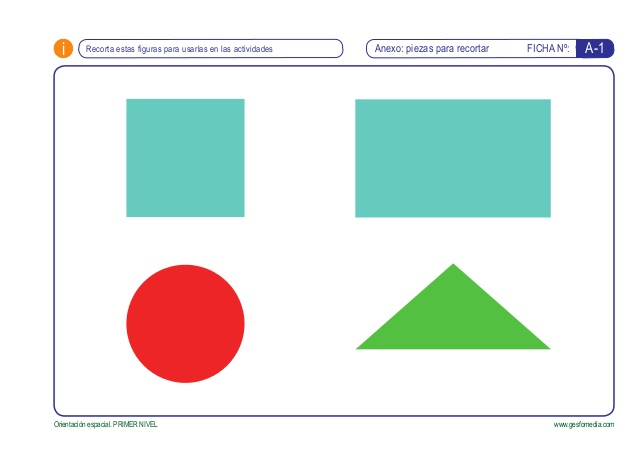 i
Recorta estas figuras para usarlas en las actividades
Anexo: piezas para recortar FICHA Nº: A-1
Orientación espacial. PRIMER NIVEL
www.gesfomedia.com